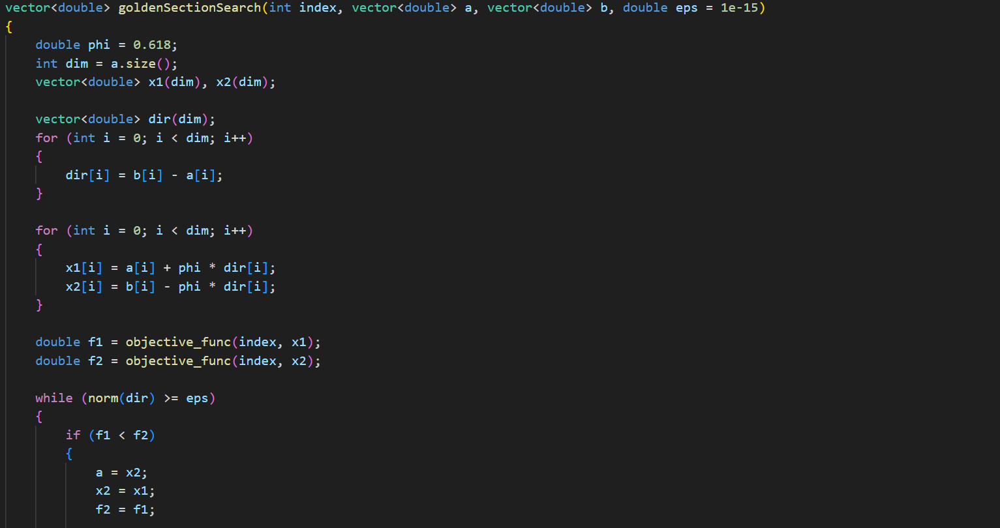 vector<double> goldenSectionSearch(int index, vector<double> a, vector<double> b, double eps = 1e-15)
{
    double phi = 0.618;
    int dim = a.size();
    vector<double> x1(dim), x2(dim);

    vector<double> dir(dim);
    for (int i = 0; i < dim; i++)
    {
        dir[i] = b[i] - a[i];
    }

    for (int i = 0; i < dim; i++)
    {
        x1[i] = a[i] + phi * dir[i];
        x2[i] = b[i] - phi * dir[i];
    }

    double f1 = objective_func(index, x1);
    double f2 = objective_func(index, x2);

    while (norm(dir) >= eps)
    {
        if (f1 < f2)
        {
            a = x2;
            x2 = x1;
            f2 = f1;